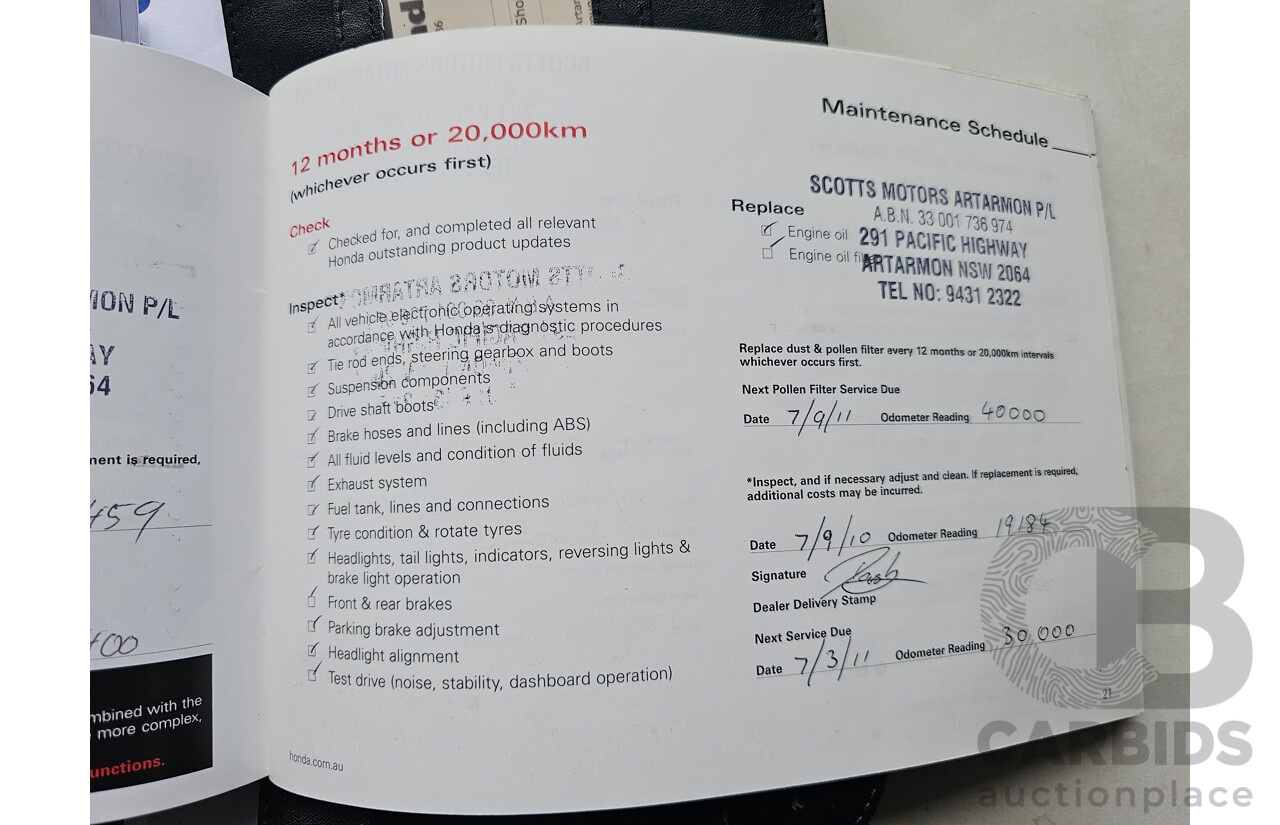 ION P/L
AY
64
ment is required,
459
400
mbined with the
more complex,
unctions.
12 months or 20,000km
(whichever occurs first)
Check
Checked for, and completed all relevant
Honda outstanding product updates
Inspect
All vehicle electronic operating systems in
accordance with Honda's diagnostic procedures
Tie rod ends, steering gearbox and boots
Suspension components
Drive shaft boots
Brake hoses and lines (including ABS)
All fluid levels and condition of fluids
Exhaust system
Fuel tank, lines and connections
Tyre condition & rotate tyres
Headlights, tail lights, indicators, reversing lights &
brake light operation
Front & rear brakes
Parking brake adjustment
Headlight alignment
Test drive (noise, stability, dashboard operation)
honda.com.au
Maintenance Schedule
SCOTTS MOTORS ARTARMON P/L
A.B.N. 33 001 736 974
291 PACIFIC HIGHWAY
ARTARMON NSW 2064
TEL NO: 9431 2322
Replace
Engine oil
Engine oil
Replace dust & pollen filter every 12 months or 20,000km intervals
whichever occurs first.
Next Pollen Filter Service Due
Date 7/9/11 Odometer Reading 40000
*Inspect, and if necessary adjust and clean. If replacement is required,
additional costs may be incurred.
Date 7/9/10 Odometer Reading 19184
Signature
Dealer Delivery Stamp
Next Service Due
Date 7/3/11 Odometer Reading 30,000
21
CB
CARBIDS
auctionplace